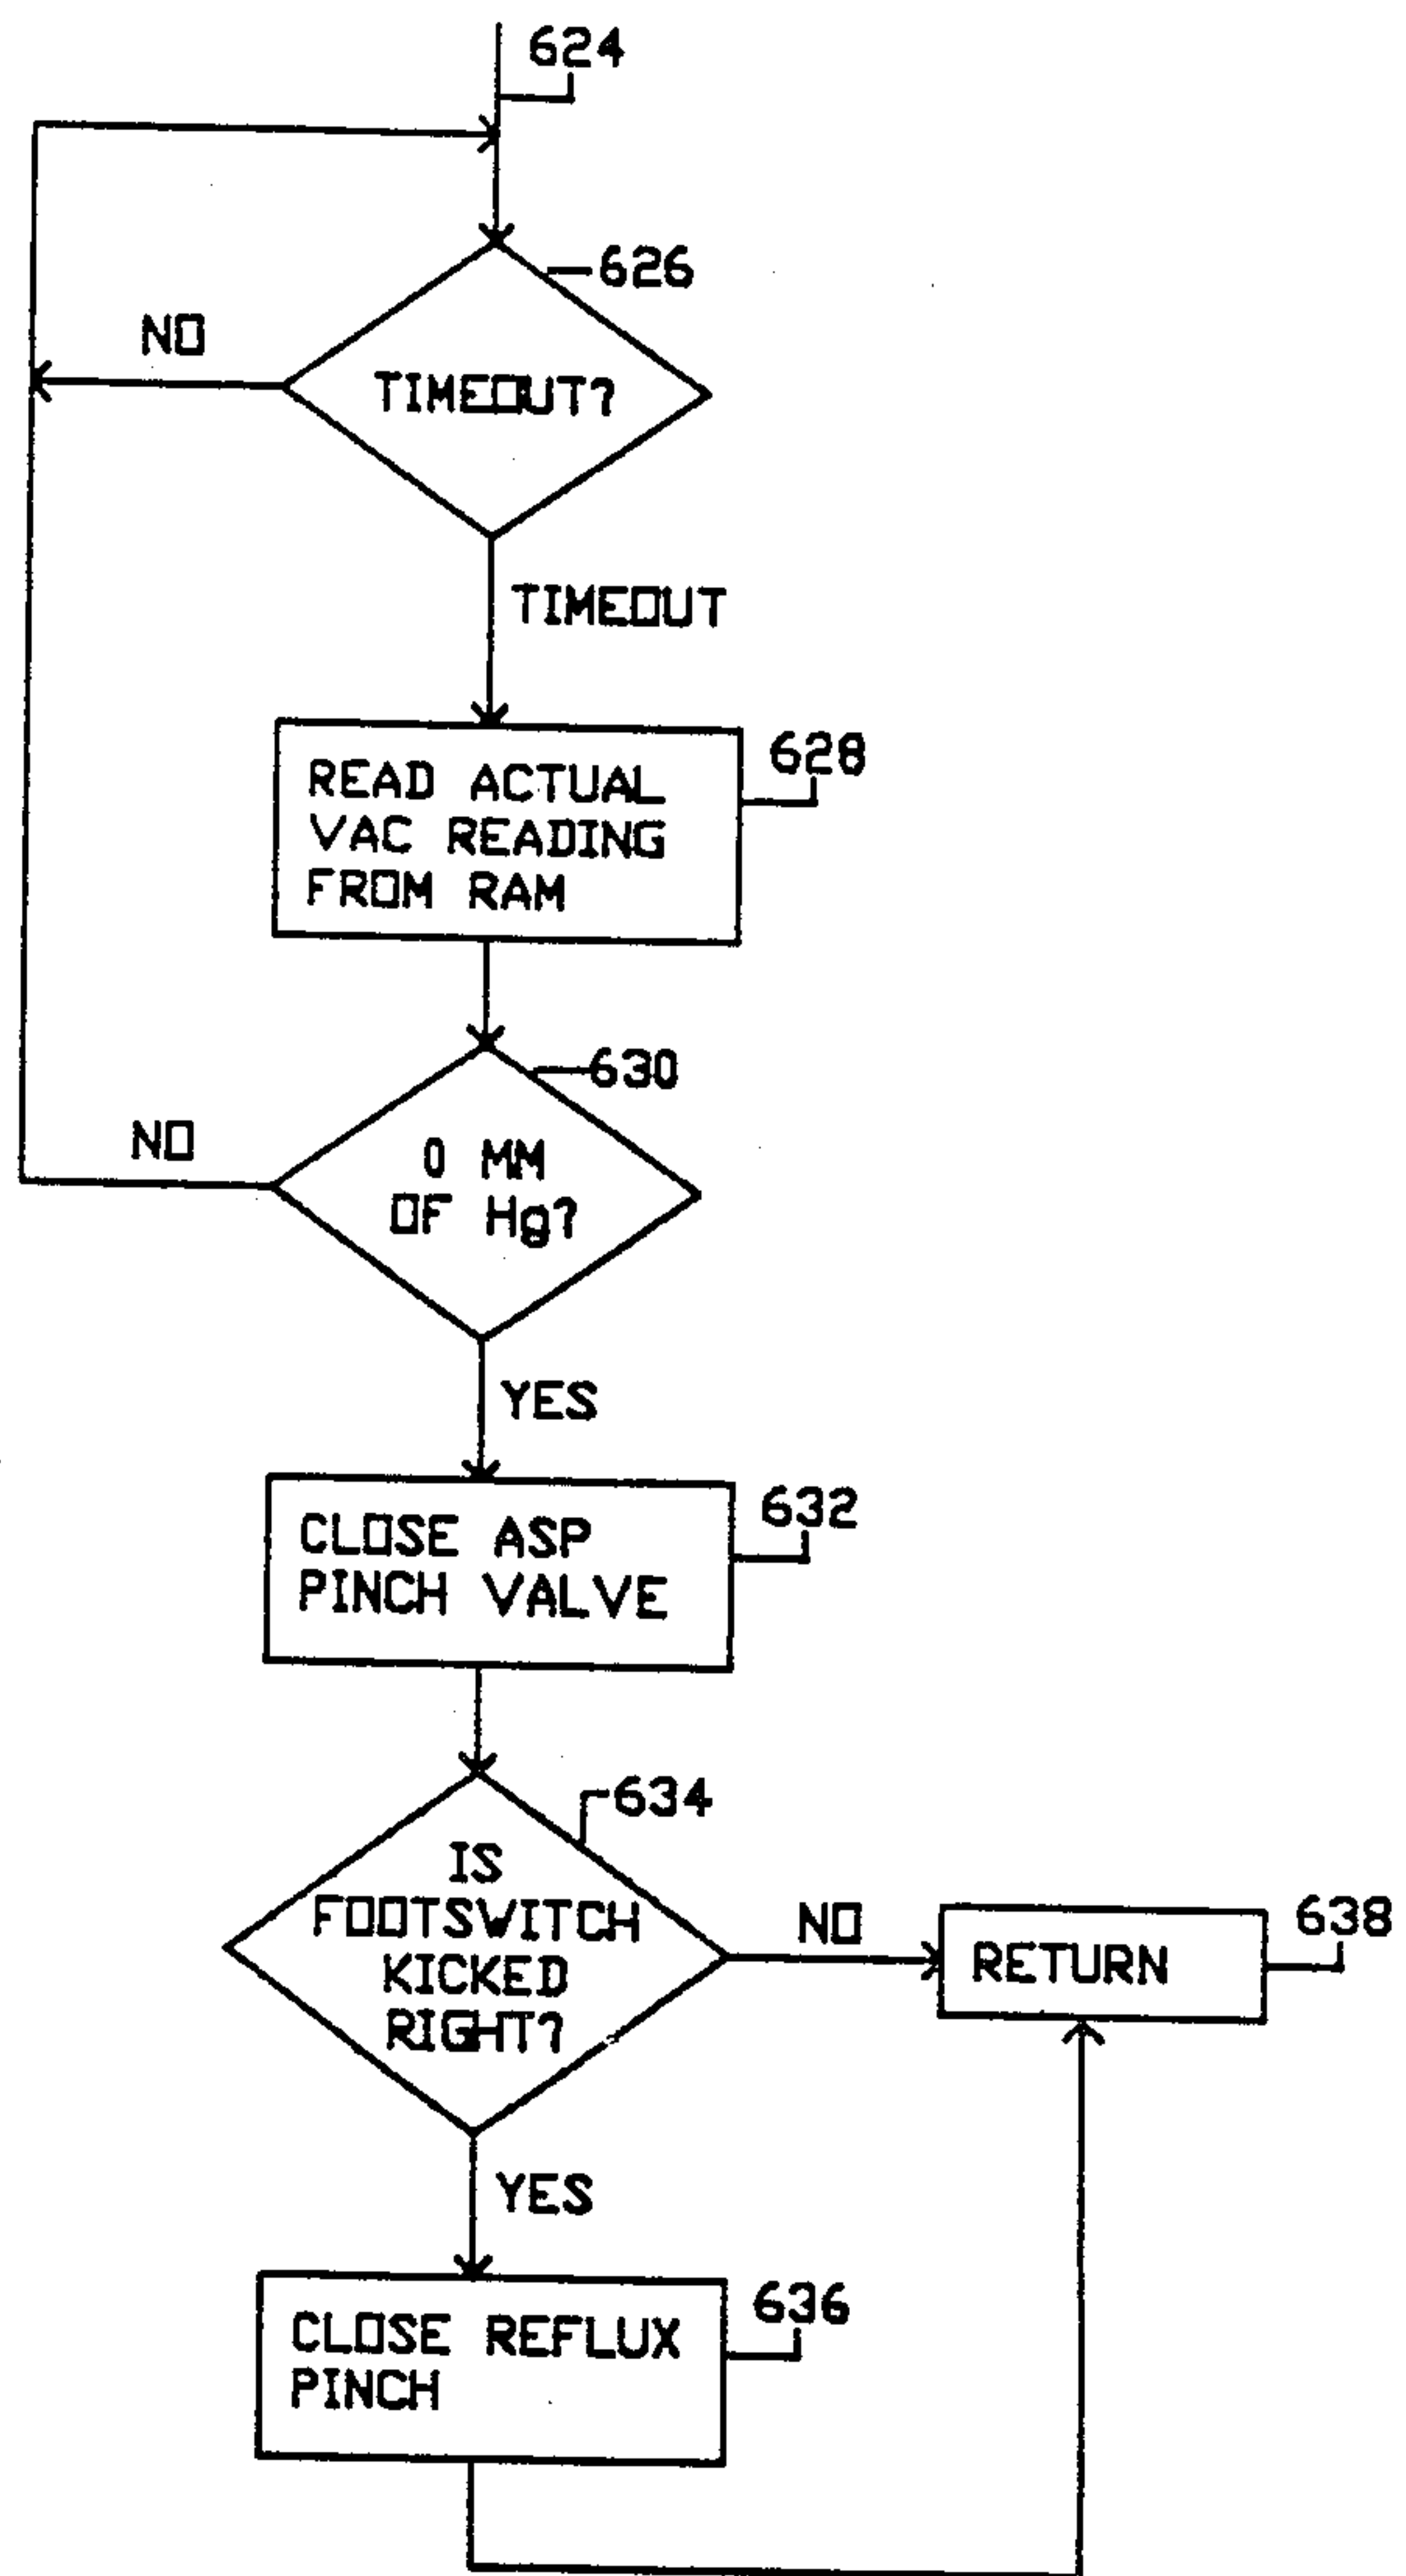 624
626
NO
TIMEOUT?
TIMEOUT
628
READ ACTUAL
VAC READING
FROM RAM
630
NO
0 MM
OF Hg?
YES
632
CLOSE ASP
PINCH VALVE
634
IS
FOOTSWITCH
KICKED
RIGHT?
NO
638
RETURN
YES
636
CLOSE REFLUX
PINCH